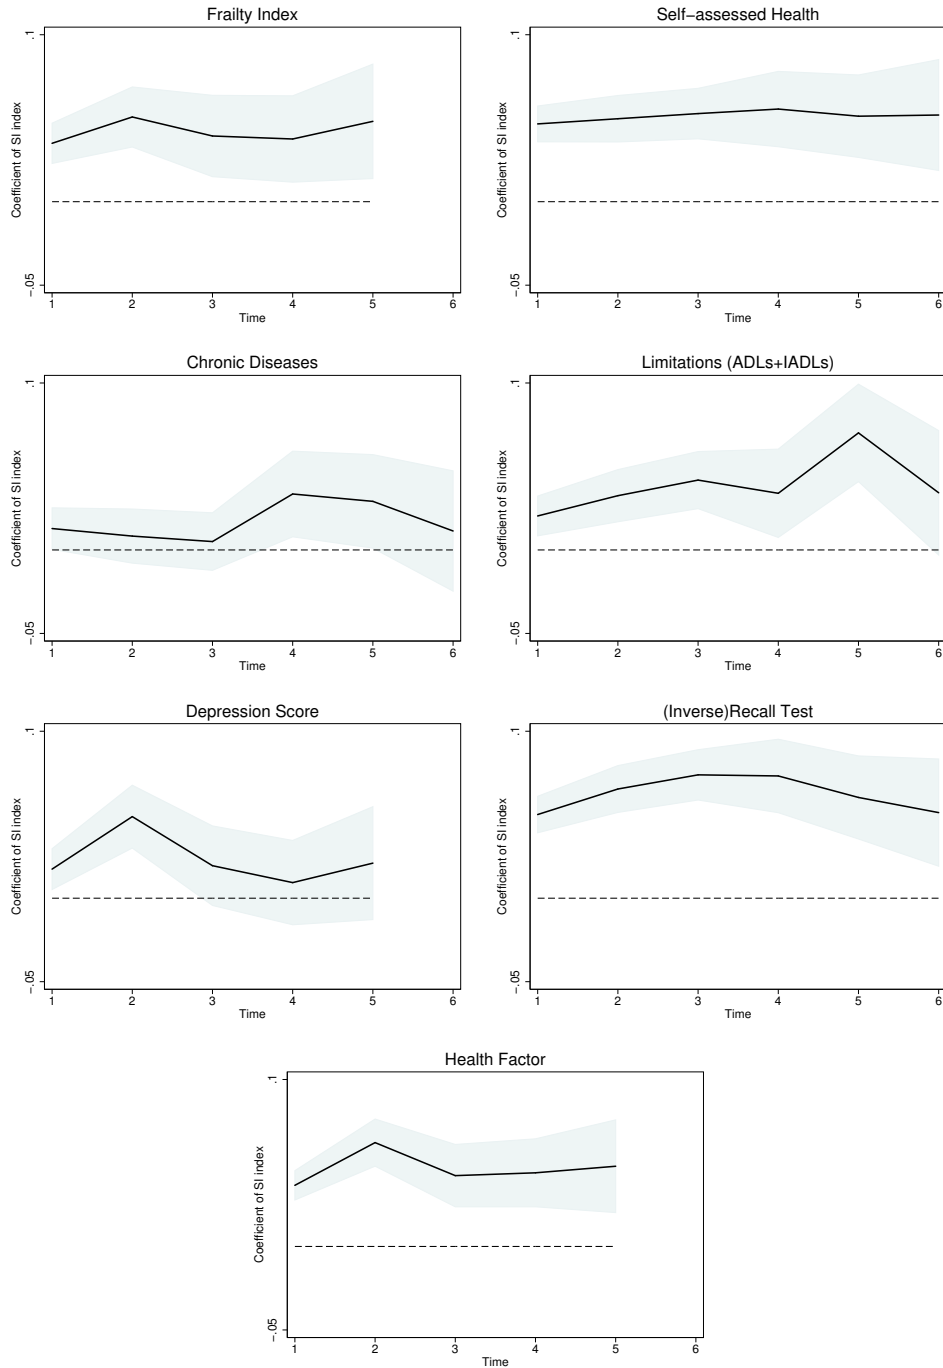 Frailty Index
Coefficient of SI index
.1
-.05
1 2 3 4 5 6
Time
Self-assessed Health
Coefficient of SI index
.1
-.05
1 2 3 4 5 6
Time
Chronic Diseases
Coefficient of SI index
.1
-.05
1 2 3 4 5 6
Time
Limitations (ADLs+IADLs)
Coefficient of SI index
.1
-.05
1 2 3 4 5 6
Time
Depression Score
Coefficient of SI index
.1
-.05
1 2 3 4 5 6
Time
(Inverse)Recall Test
Coefficient of SI index
.1
-.05
1 2 3 4 5 6
Time
Health Factor
Coefficient of SI index
.1
-.05
1 2 3 4 5 6
Time